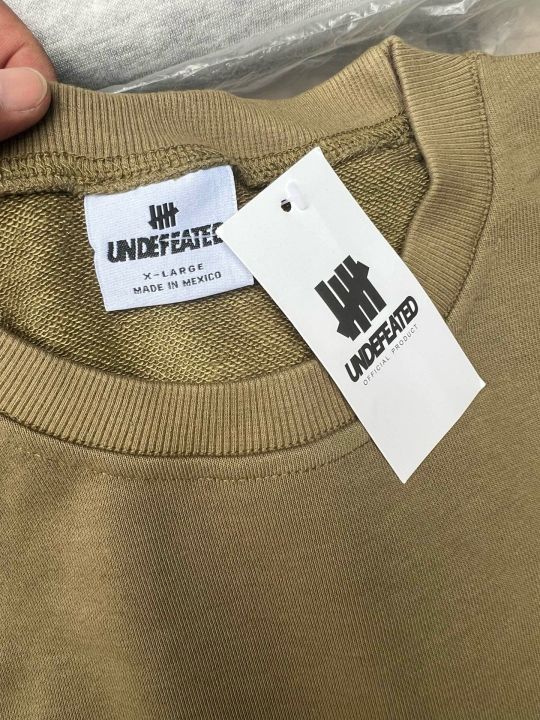 UNDEFEATED
X-LARGE
MADE IN MEXICO
UNDEFEATED
OFFICIAL PRODUCT